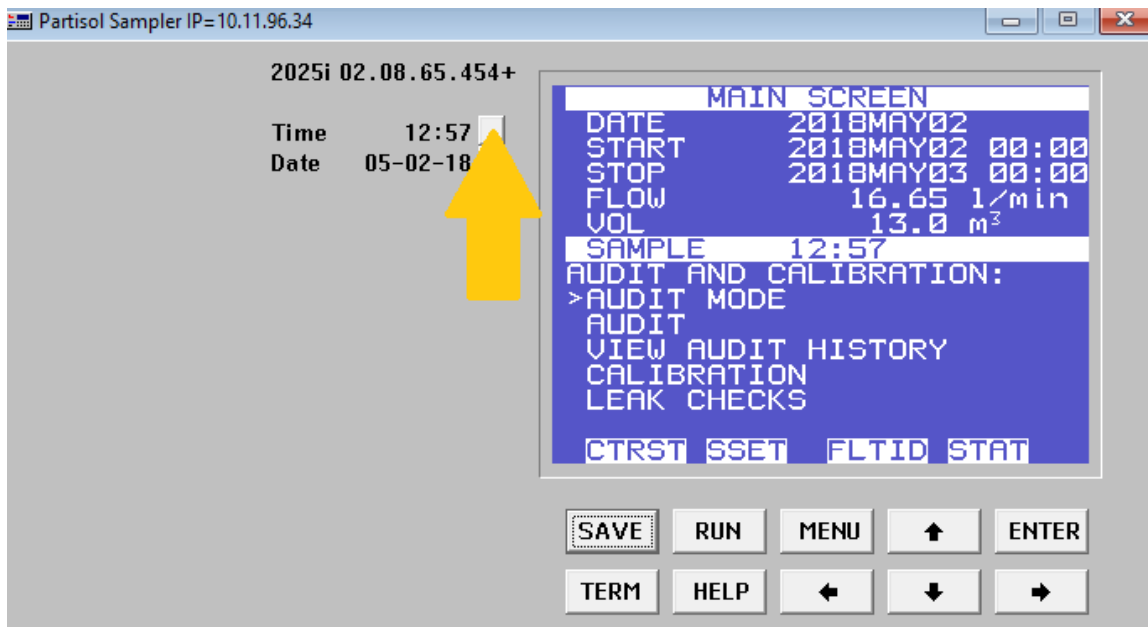 Partisol Sampler IP=10.11.96.34
2025i 02.08.65.454+
Time 12:57
Date 05-02-18
MAIN SCREEN
DATE 2018MAY02
START 2018MAY02 00:00
STOP 2018MAY03 00:00
FLOW 16.65 l/min
VOL 13.0 m³
SAMPLE 12:57
AUDIT AND CALIBRATION:
>AUDIT MODE
AUDIT
VIEW AUDIT HISTORY
CALIBRATION
LEAK CHECKS
CTRST SSET FLTID STAT
SAVE RUN MENU ↑ ENTER
TERM HELP ← ↓ →